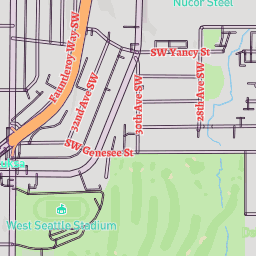 Nucor Steel
SW Yancy St
Fauntleroy Way SW
32nd Ave SW
30th Ave SW
28th Ave SW
SW Genesee St
West Seattle Stadium